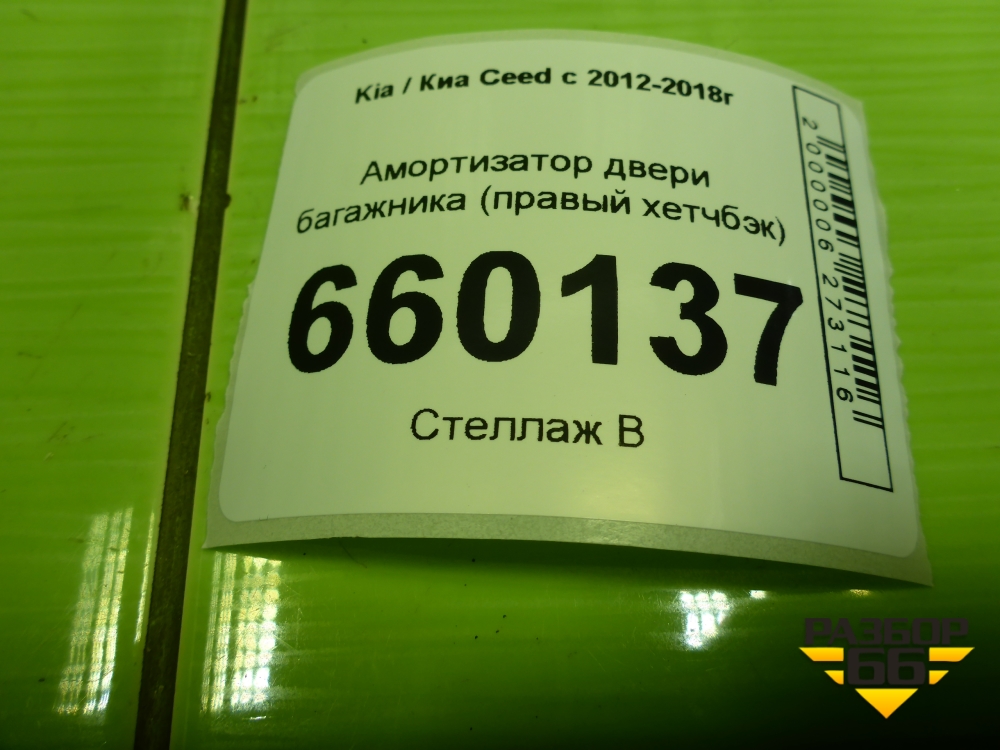 Kia / Киа Ceed с 2012-2018г
Амортизатор двери
багажника (правый хетчбэк)
660137
Стеллаж В
2000006273116
РАЗБОР
66